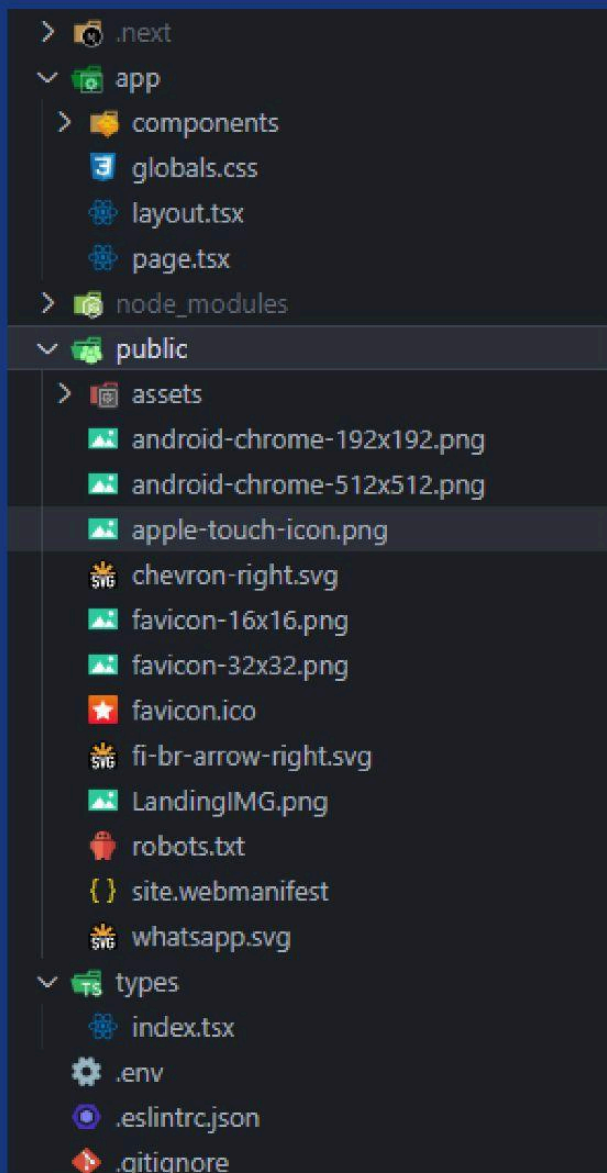 .next
app
components
globals.css
layout.tsx
page.tsx
node_modules
public
assets
android-chrome-192x192.png
android-chrome-512x512.png
apple-touch-icon.png
chevron-right.svg
favicon-16x16.png
favicon-32x32.png
favicon.ico
fi-br-arrow-right.svg
LandingIMG.png
robots.txt
site.webmanifest
whatsapp.svg
types
index.tsx
.env
.eslintrc.json
.gitignore